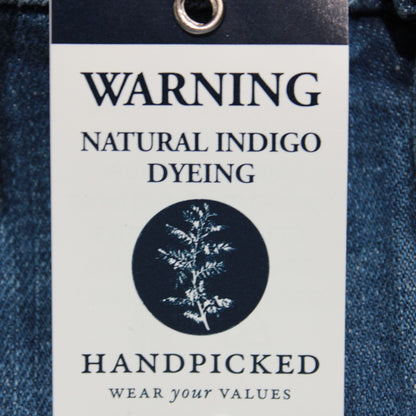 WARNING
NATURAL INDIGO
DYEING
HANDPICKED
WEAR your VALUES